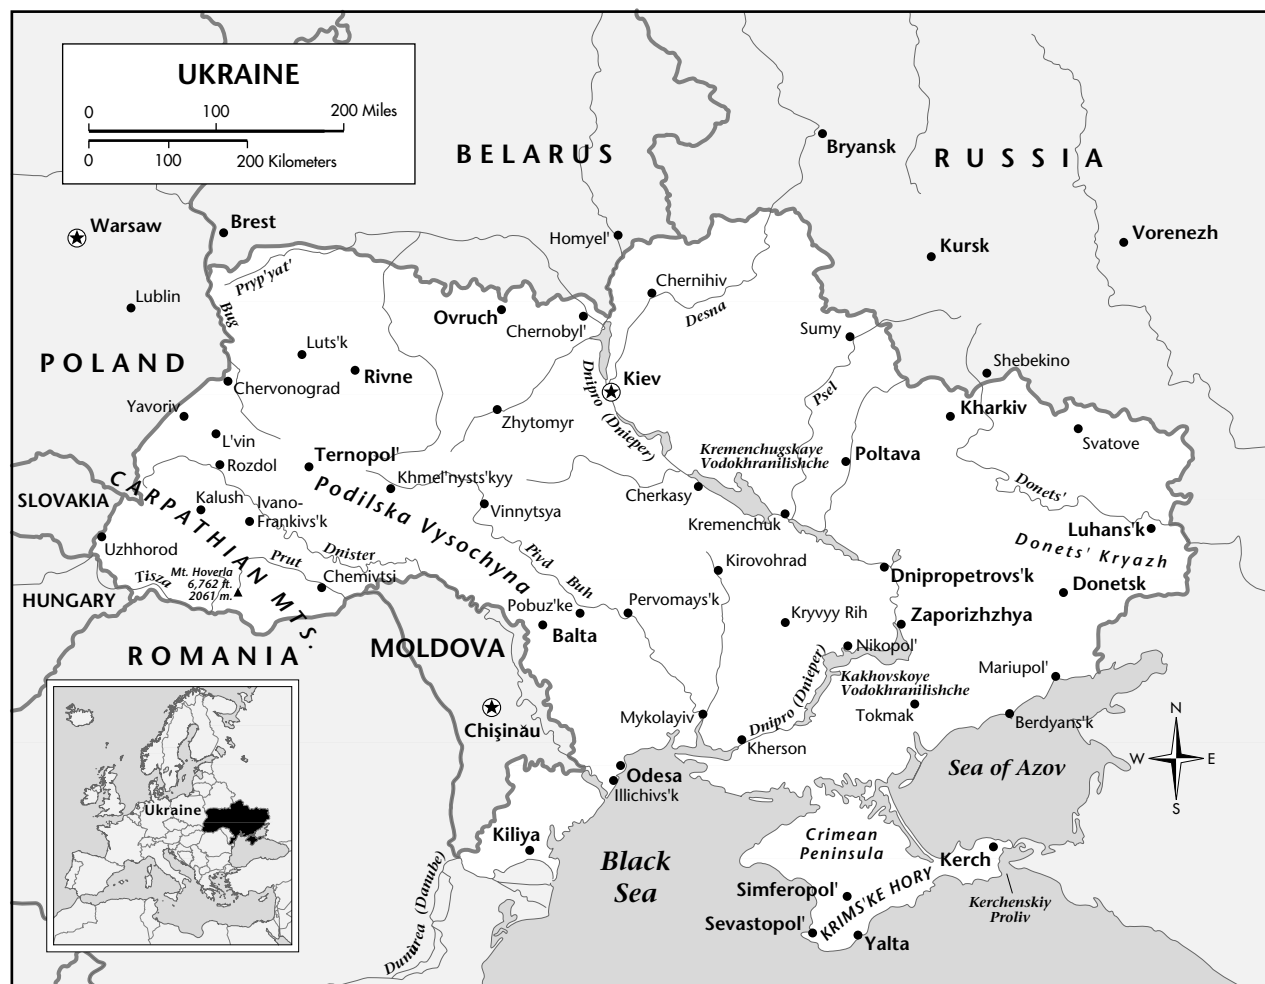 UKRAINE
0 100 200 Miles
0 100 200 Kilometers
BELARUS
RUSSIA
Bryansk
Warsaw
Brest
Homyel'
Kursk
Vorenezh
Pryp'yat'
Bug
Lublin
Chernihiv
Desna
Ovruch
Chernobyl'
Sumy
POLAND
Luts'k
Rivne
Shebekino
Chervonograd
Dnipro (Dnieper)
Kiev
Psel
Yavoriv
Zhytomyr
Kharkiv
L'vin
Svatove
Rozdol
Ternopol'
Kremenchugskaye
Vodokhranilishche
Poltava
SLOVAKIA
CARPATHIAN MTS.
Kalush
Ivano-
Frankivs'k
Khmel'nysts'kyy
Podilska Vysochyna
Vinnytsya
Cherkasy
Kremenchuk
Donets'
Luhans'k
Uzhhorod
Dnister
Prut
Pivd Buh
Kirovohrad
Donets' Kryazh
Tisza
Mt. Hoverla
6,762 ft.
2061 m.
Chemivtsi
Dnipropetrovs'k
Donetsk
HUNGARY
Pobuz'ke
Pervomays'k
Kryvyy Rih
Zaporizhzhya
Balta
MOLDOVA
ROMANIA
Nikopol'
Mariupol'
Kakhovskoye
Vodokhranilishche
Dnipro (Dnieper)
Tokmak
Chişinău
Mykolayiv
Berdyans'k
Kherson
N
W E
S
Sea of Azov
Odesa
Illichivs'k
Ukraine
Kiliya
Crimean
Peninsula
Kerch
Black
Sea
Simferopol'
KRIMS'KE HORY
Kerchenskiy
Proliv
Sevastopol'
Yalta
Dunùrea (Danube)